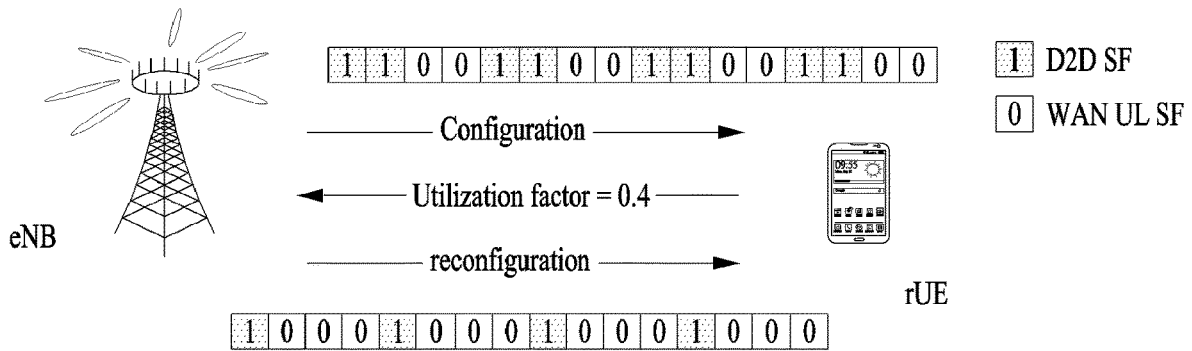 1 1 0 0 1 1 0 0 1 1 0 0 1 1 0 0
1 D2D SF
0 WAN UL SF
Configuration
09:35
Utilization factor = 0.4
eNB
reconfiguration
rUE
1 0 0 0 1 0 0 0 1 0 0 0 1 0 0 0